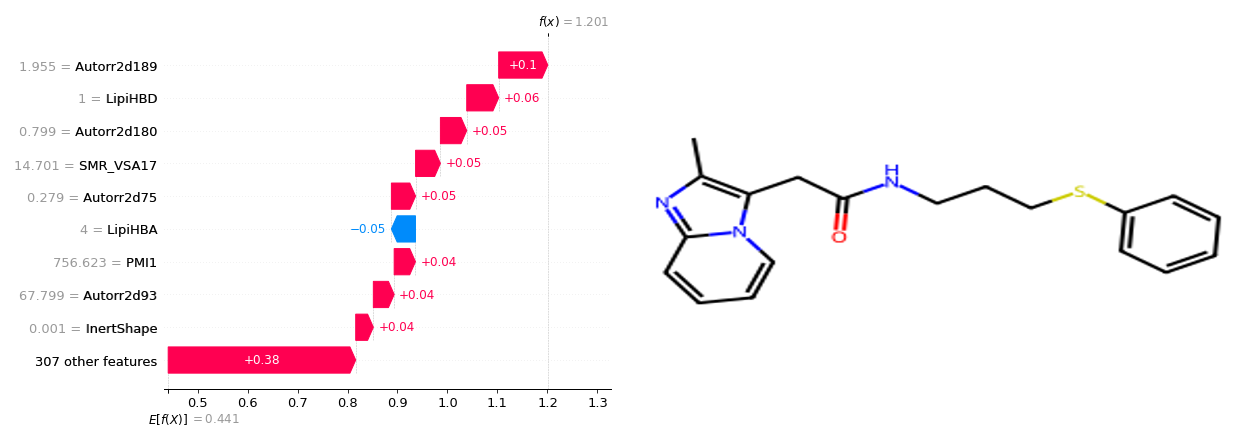 f(x) = 1.201
1.955 = Autorr2d189
+0.1
1 = LipiHBD
+0.06
0.799 = Autorr2d180
+0.05
14.701 = SMR_VSA17
+0.05
0.279 = Autorr2d75
+0.05
4 = LipiHBA
−0.05
756.623 = PMI1
+0.04
67.799 = Autorr2d93
+0.04
0.001 = InertShape
+0.04
307 other features
+0.38
0.5 0.6 0.7 0.8 0.9 1.0 1.1 1.2 1.3
E[f(X)] = 0.441
H
N
S
N
N
O